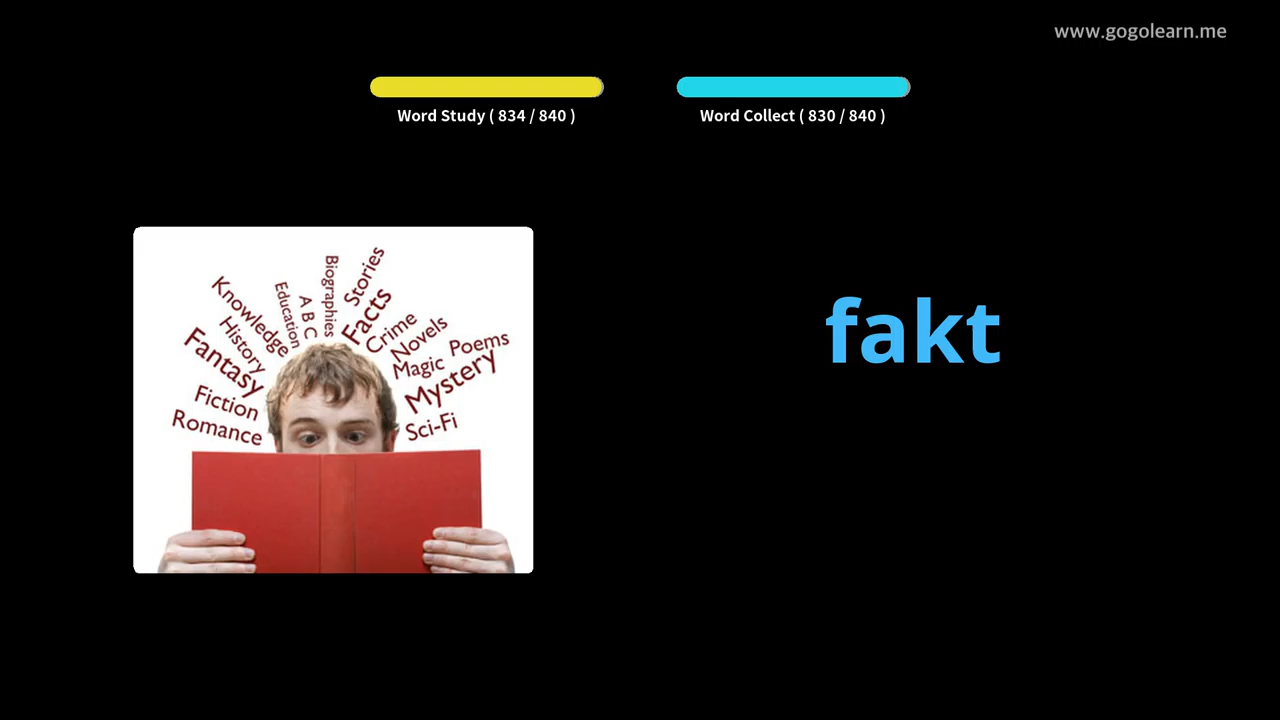 www.gogolearn.me
Word Study ( 834 / 840 )
Word Collect ( 830 / 840 )
fakt
Romance
Fiction
Fantasy
History
Knowledge
Education
A B C
Biographies
Stories
Facts
Crime
Novels
Magic
Poems
Mystery
Sci-Fi